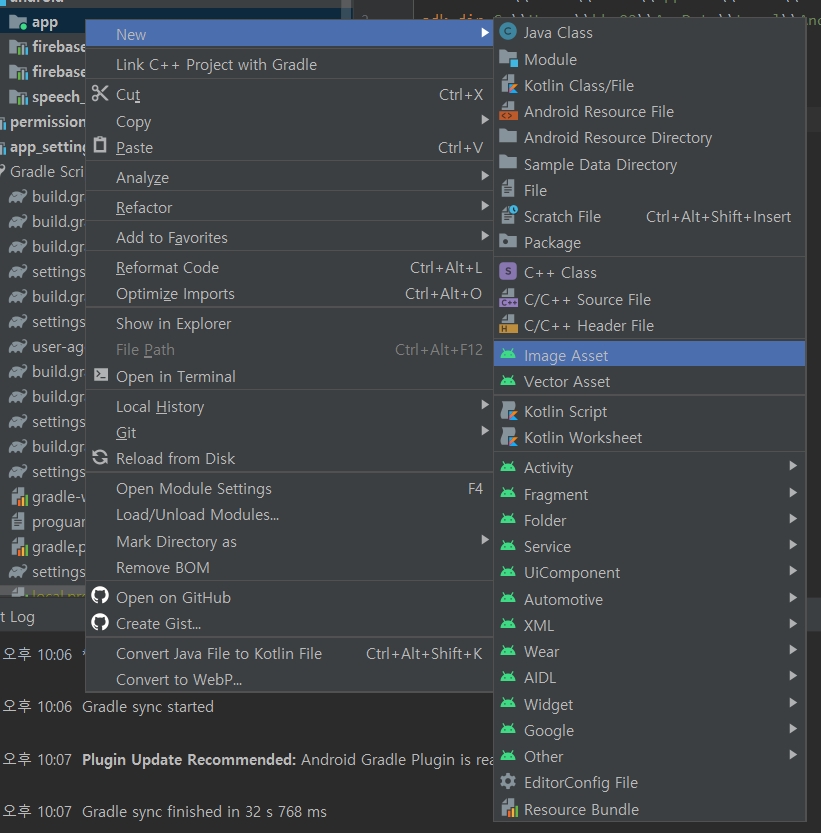 app
firebase
firebase
speech_
permission
app_setting
Gradle Scri
build.gr
build.gr
build.gr
settings
build.gr
settings
user-ag
build.gr
build.gr
settings
build.gr
settings
gradle-w
proguar
gradle.p
settings
t Log
New
Link C++ Project with Gradle
Cut Ctrl+X
Copy
Paste Ctrl+V
Analyze
Refactor
Add to Favorites
Reformat Code Ctrl+Alt+L
Optimize Imports Ctrl+Alt+O
Show in Explorer
File Path Ctrl+Alt+F12
Open in Terminal
Local History
Git
Reload from Disk
Open Module Settings F4
Load/Unload Modules...
Mark Directory as
Remove BOM
Open on GitHub
Create Gist...
Convert Java File to Kotlin File Ctrl+Alt+Shift+K
Convert to WebP...
Java Class
Module
Kotlin Class/File
Android Resource File
Android Resource Directory
Sample Data Directory
File
Scratch File Ctrl+Alt+Shift+Insert
Package
C++ Class
C/C++ Source File
C/C++ Header File
Image Asset
Vector Asset
Kotlin Script
Kotlin Worksheet
Activity
Fragment
Folder
Service
UiComponent
Automotive
XML
Wear
AIDL
Widget
Google
Other
EditorConfig File
Resource Bundle
오후 10:06
오후 10:06 Gradle sync started
오후 10:07 Plugin Update Recommended: Android Gradle Plugin is rea
오후 10:07 Gradle sync finished in 32 s 768 ms